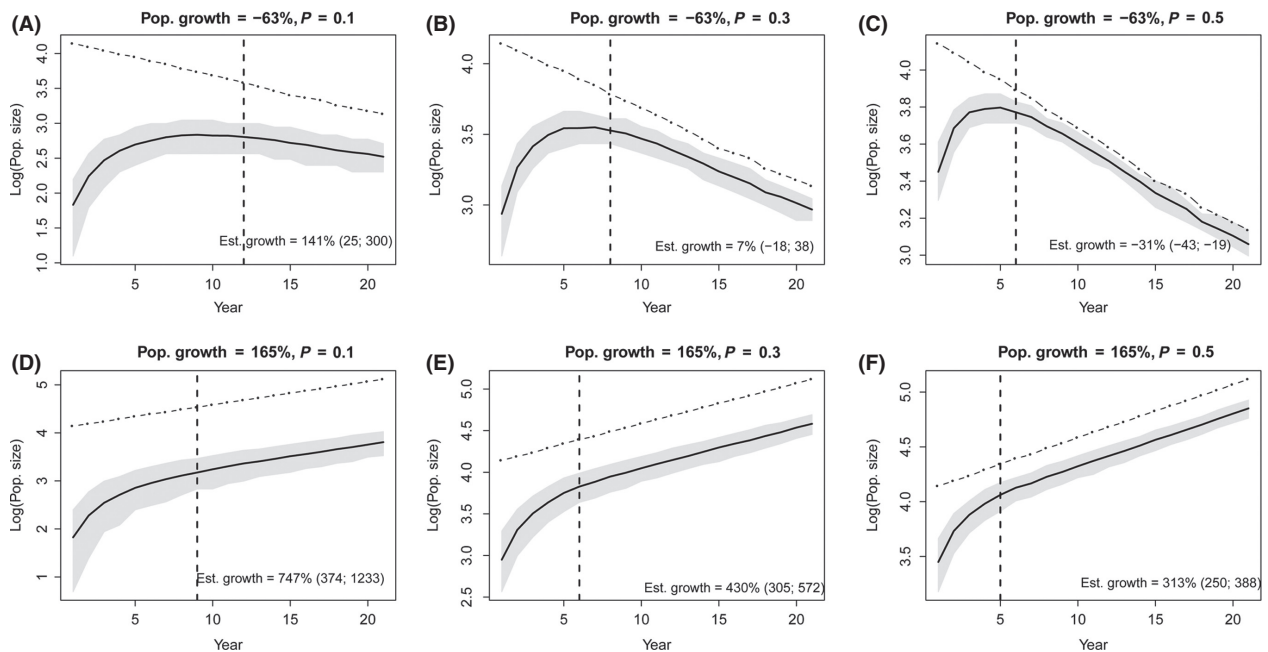 (A)
Pop. growth = −63%, P = 0.1
Log(Pop. size)
4.0
3.5
3.0
2.5
2.0
1.5
1.0
Est. growth = 141% (25; 300)
5 10 15 20
Year
(B)
Pop. growth = −63%, P = 0.3
Log(Pop. size)
4.0
3.5
3.0
Est. growth = 7% (−18; 38)
5 10 15 20
Year
(C)
Pop. growth = −63%, P = 0.5
Log(Pop. size)
4.0
3.8
3.6
3.4
3.2
3.0
Est. growth = −31% (−43; −19)
5 10 15 20
Year
(D)
Pop. growth = 165%, P = 0.1
Log(Pop. size)
5
4
3
2
1
Est. growth = 747% (374; 1233)
5 10 15 20
Year
(E)
Pop. growth = 165%, P = 0.3
Log(Pop. size)
5.0
4.5
4.0
3.5
3.0
2.5
Est. growth = 430% (305; 572)
5 10 15 20
Year
(F)
Pop. growth = 165%, P = 0.5
Log(Pop. size)
5.0
4.5
4.0
3.5
Est. growth = 313% (250; 388)
5 10 15 20
Year